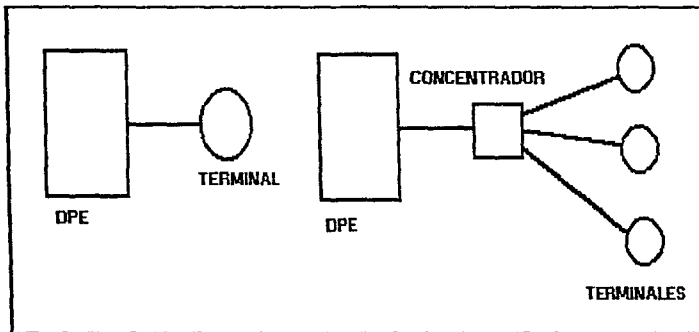 CONCENTRADOR
TERMINAL
DPE
DPE
TERMINALES